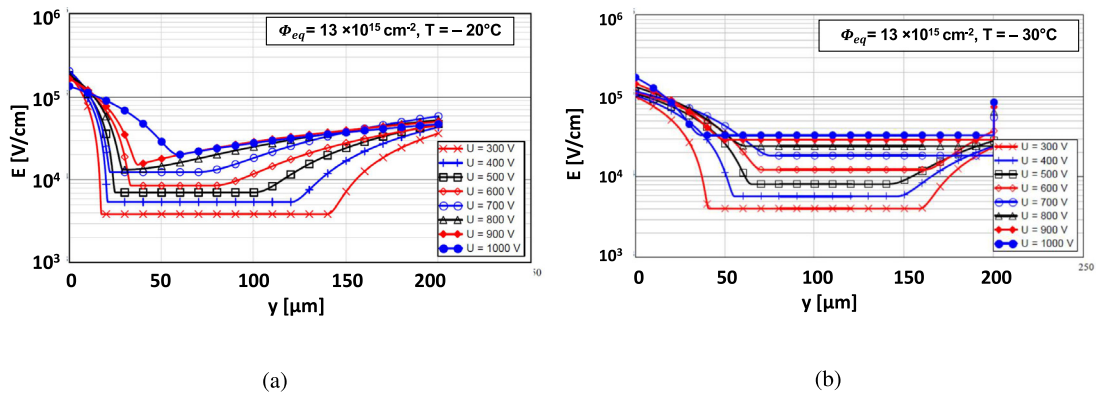 10⁶
10⁵
10⁴
10³
E [V/cm]
Φeq = 13 ×10¹⁵ cm⁻², T = – 20°C
U = 300 V
U = 400 V
U = 500 V
U = 600 V
U = 700 V
U = 800 V
U = 900 V
U = 1000 V
0 50 100 150 200 50
y [µm]
(a)
10⁶
10⁵
10⁴
10³
E [V/cm]
Φeq = 13 ×10¹⁵ cm⁻², T = – 30°C
U = 300 V
U = 400 V
U = 500 V
U = 600 V
U = 700 V
U = 800 V
U = 900 V
U = 1000 V
0 50 100 150 200 250
y [µm]
(b)